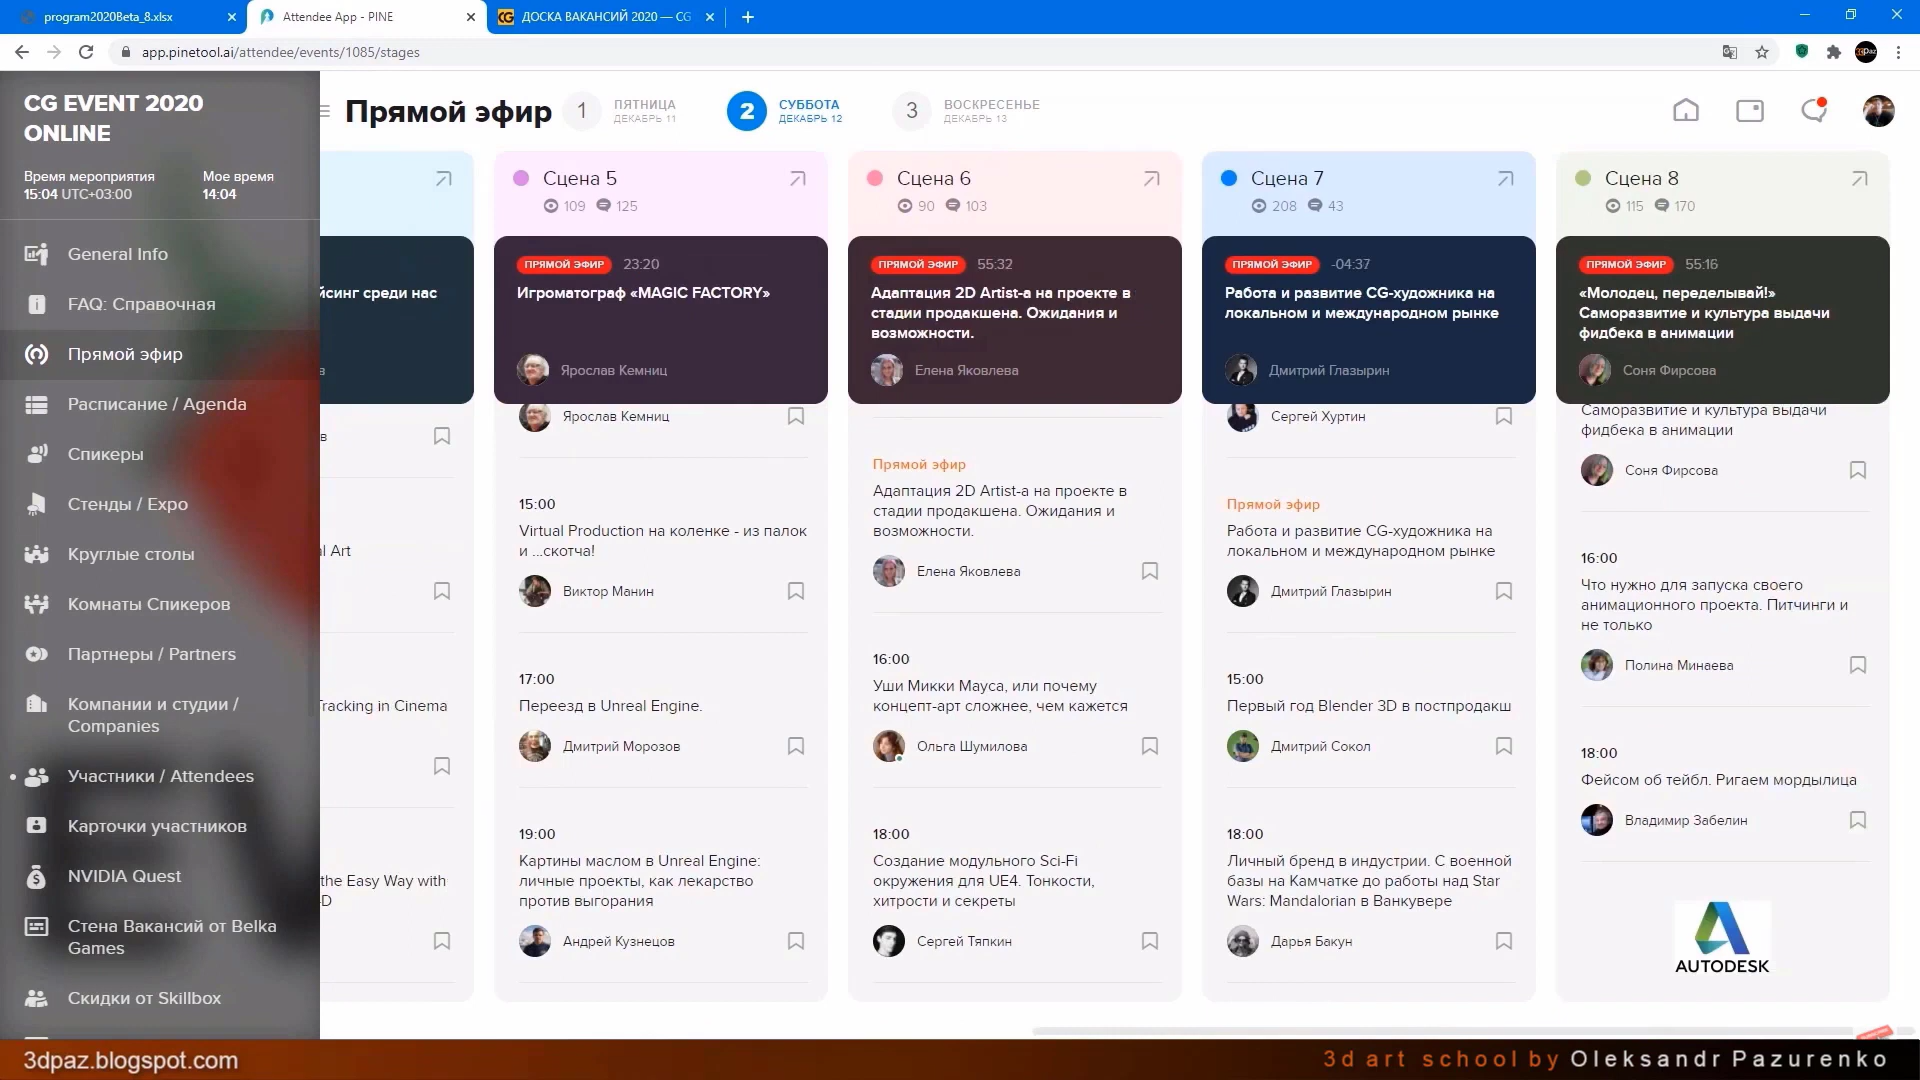 program2020Beta_8.xlsx
Attendee App - PINE
ДОСКА ВАКАНСИЙ 2020 — CG
app.pinetool.ai/attendee/events/1085/stages
CG EVENT 2020
ONLINE
Время мероприятия
15:04 UTC+03:00
Мое время
14:04
General Info
FAQ: Справочная
Прямой эфир
Расписание / Agenda
Спикеры
Стенды / Expo
Круглые столы
Комнаты Спикеров
Партнеры / Partners
Компании и студии /
Companies
Участники / Attendees
Карточки участников
NVIDIA Quest
Стена Вакансий от Belka
Games
Скидки от Skillbox
Прямой эфир
1 ПЯТНИЦА
ДЕКАБРЬ 11
2 СУББОТА
ДЕКАБРЬ 12
3 ВОСКРЕСЕНЬЕ
ДЕКАБРЬ 13
йсинг среди нас
в
в
l Art
Tracking in Cinema
the Easy Way with
-D
Сцена 5
109 125
ПРЯМОЙ ЭФИР 23:20
Игроматограф «MAGIC FACTORY»
Ярослав Кемниц
Ярослав Кемниц
15:00
Virtual Production на коленке - из палок
и ...скотча!
Виктор Манин
17:00
Переезд в Unreal Engine.
Дмитрий Морозов
19:00
Картины маслом в Unreal Engine:
личные проекты, как лекарство
против выгорания
Андрей Кузнецов
Сцена 6
90 103
ПРЯМОЙ ЭФИР 55:32
Адаптация 2D Artist-а на проекте в
стадии продакшена. Ожидания и
возможности.
Елена Яковлева
Прямой эфир
Адаптация 2D Artist-а на проекте в
стадии продакшена. Ожидания и
возможности.
Елена Яковлева
16:00
Уши Микки Мауса, или почему
концепт-арт сложнее, чем кажется
Ольга Шумилова
18:00
Создание модульного Sci-Fi
окружения для UE4. Тонкости,
хитрости и секреты
Сергей Тяпкин
Сцена 7
208 43
ПРЯМОЙ ЭФИР -04:37
Работа и развитие CG-художника на
локальном и международном рынке
Дмитрий Глазырин
Сергей Хуртин
Прямой эфир
Работа и развитие CG-художника на
локальном и международном рынке
Дмитрий Глазырин
15:00
Первый год Blender 3D в постпродакш
Дмитрий Сокол
18:00
Личный бренд в индустрии. С военной
базы на Камчатке до работы над Star
Wars: Mandalorian в Ванкувере
Дарья Бакун
Сцена 8
115 170
ПРЯМОЙ ЭФИР 55:16
«Молодец, переделывай!»
Саморазвитие и культура выдачи
фидбека в анимации
Соня Фирсова
Саморазвитие и культура выдачи
фидбека в анимации
Соня Фирсова
16:00
Что нужно для запуска своего
анимационного проекта. Питчинги и
не только
Полина Минаева
18:00
Фейсом об тейбл. Ригаем мордылица
Владимир Забелин
AUTODESK
3dpaz.blogspot.com
3d art school by Oleksandr Pazurenko